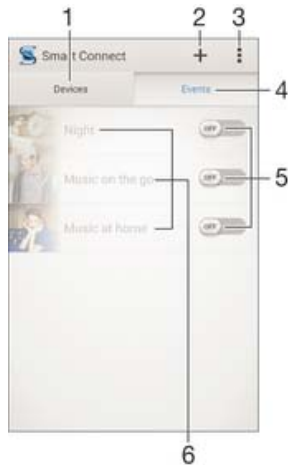 1 2 3
Smart Connect
Devices Events
4
Night OFF
Music on the go OFF
5
Music at home OFF
6